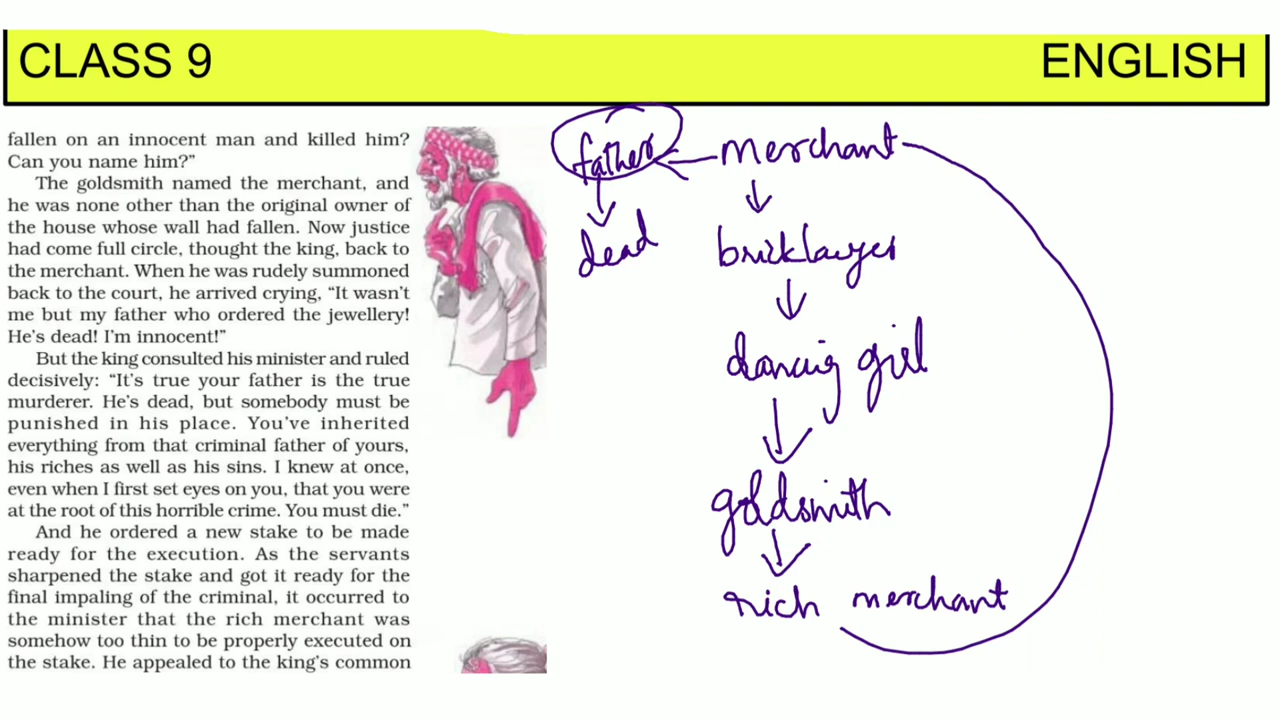 CLASS 9 ENGLISH
fallen on an innocent man and killed him?
Can you name him?”
The goldsmith named the merchant, and
he was none other than the original owner of
the house whose wall had fallen. Now justice
had come full circle, thought the king, back to
the merchant. When he was rudely summoned
back to the court, he arrived crying, “It wasn’t
me but my father who ordered the jewellery!
He’s dead! I’m innocent!”
But the king consulted his minister and ruled
decisively: “It’s true your father is the true
murderer. He’s dead, but somebody must be
punished in his place. You’ve inherited
everything from that criminal father of yours,
his riches as well as his sins. I knew at once,
even when I first set eyes on you, that you were
at the root of this horrible crime. You must die.”
And he ordered a new stake to be made
ready for the execution. As the servants
sharpened the stake and got it ready for the
final impaling of the criminal, it occurred to
the minister that the rich merchant was
somehow too thin to be properly executed on
the stake. He appealed to the king’s common
father merchant
dead bricklayer
dancig girl
goldsmith
rich merchant